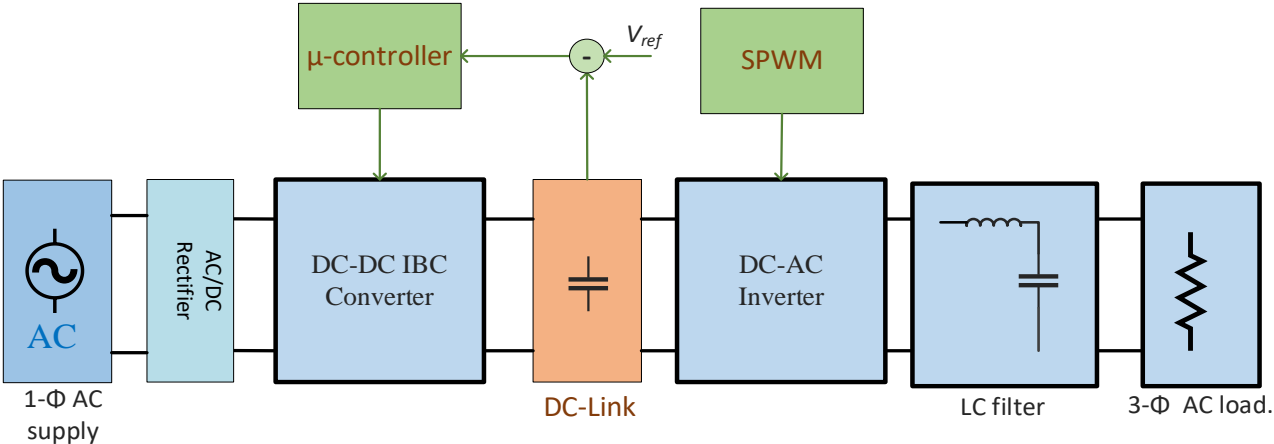 μ-controller
-
V_ref
SPWM
AC
AC/DC
Rectifier
DC-DC IBC
Converter
DC-AC
Inverter
1-Φ AC
supply
DC-Link
LC filter
3-Φ AC load.